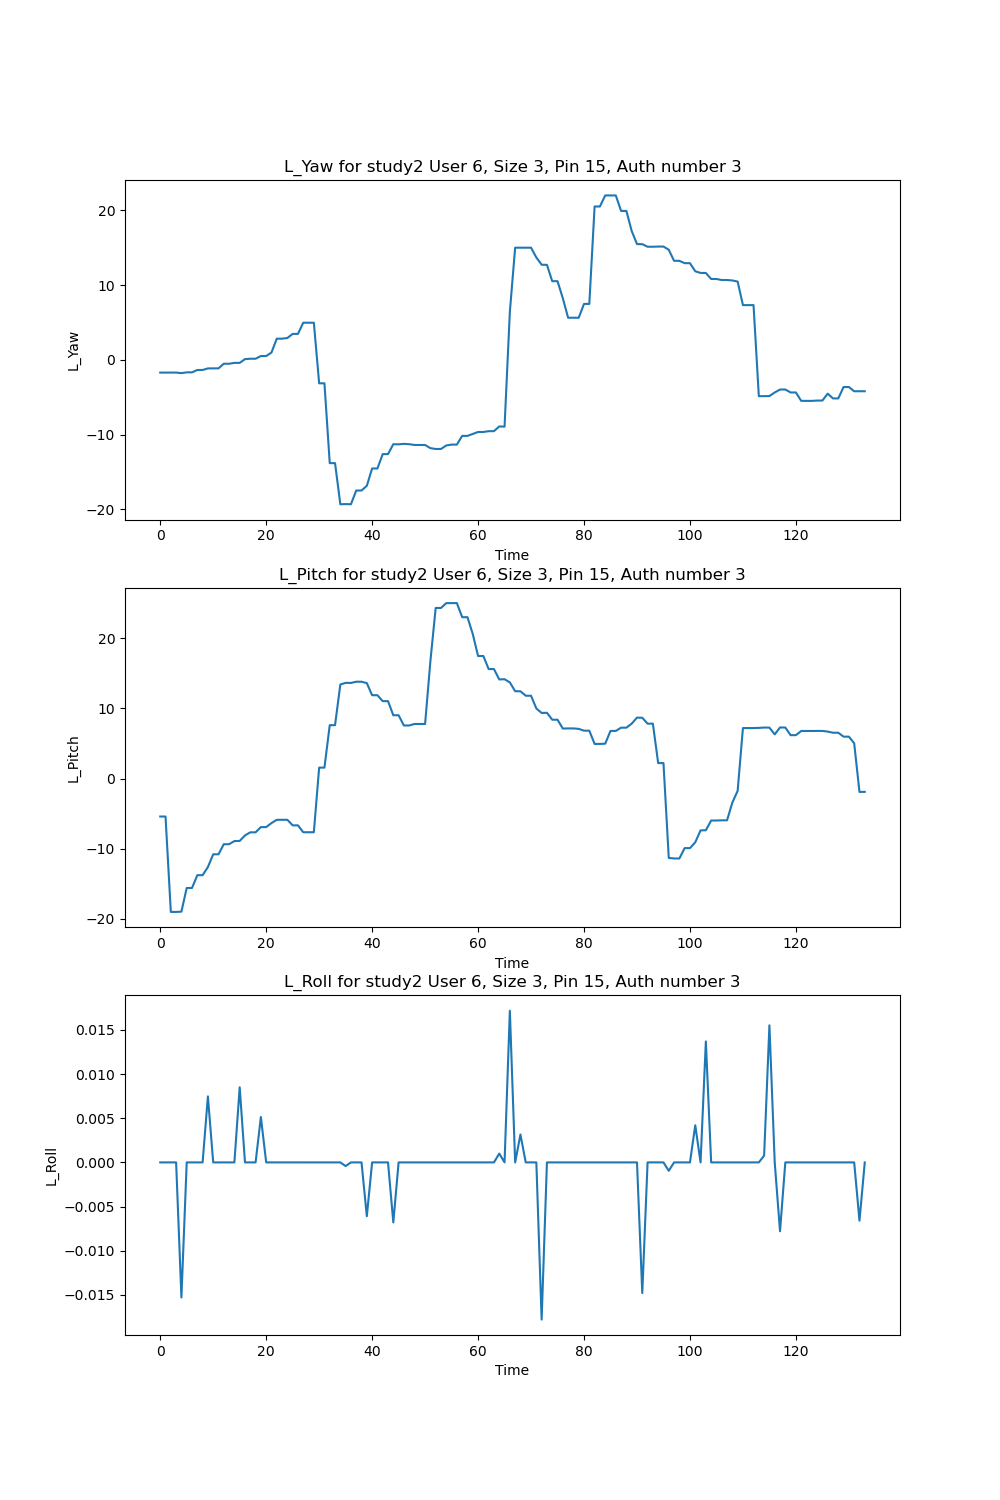 L_Yaw for study2 User 6, Size 3, Pin 15, Auth number 3
20
10
0
−10
−20
L_Yaw
0 20 40 60 80 100 120
Time
L_Pitch for study2 User 6, Size 3, Pin 15, Auth number 3
20
10
0
−10
−20
L_Pitch
0 20 40 60 80 100 120
Time
L_Roll for study2 User 6, Size 3, Pin 15, Auth number 3
0.015
0.010
0.005
0.000
−0.005
−0.010
−0.015
L_Roll
0 20 40 60 80 100 120
Time